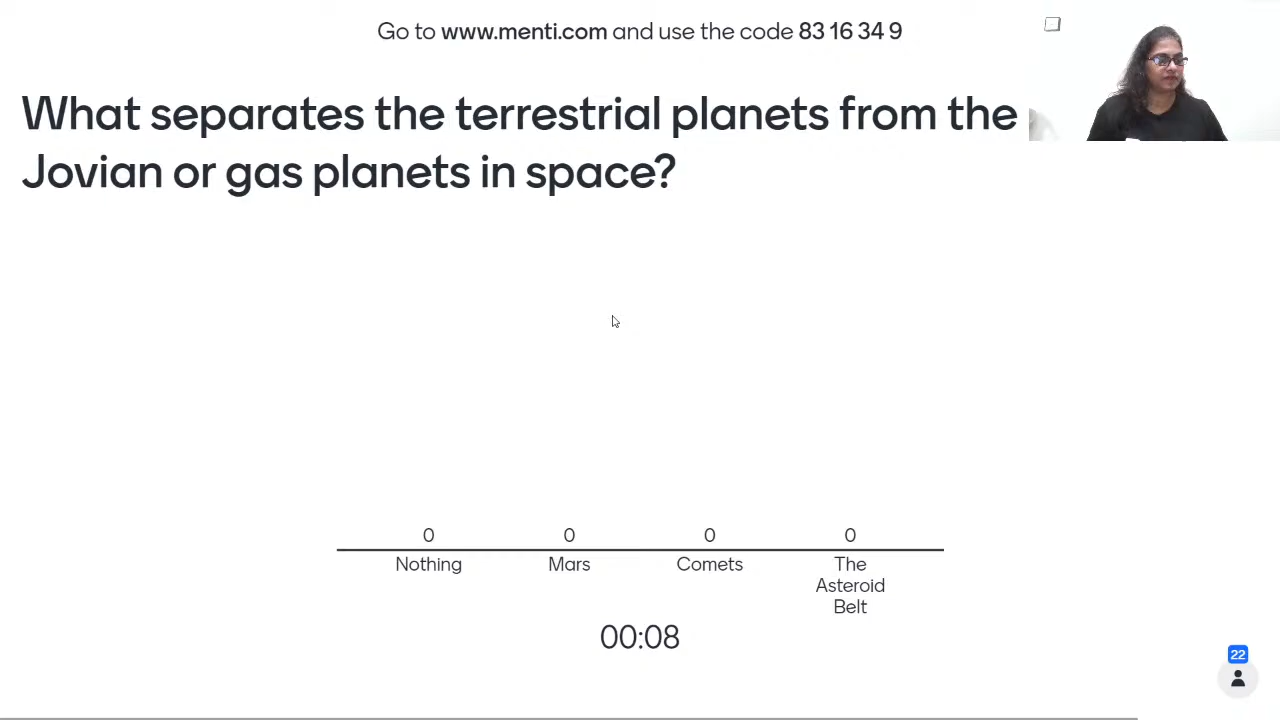 Go to www.menti.com and use the code 83 16 34 9
What separates the terrestrial planets from the
Jovian or gas planets in space?
0 0 0 0
Nothing Mars Comets The
Asteroid
Belt
00:08
22